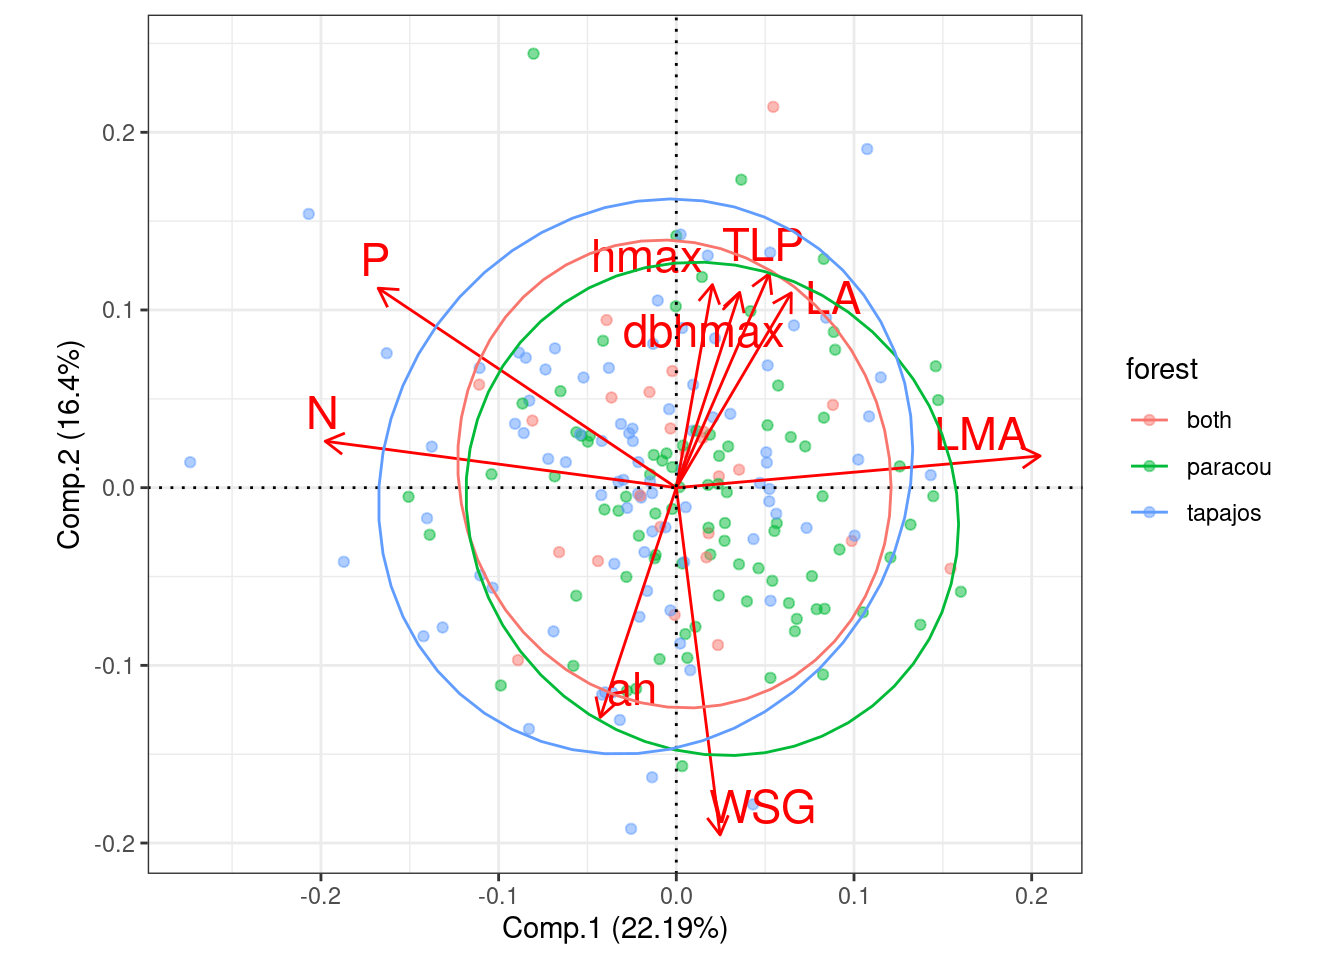 0.2
0.1
0.0
-0.1
-0.2
Comp.2 (16.4%)
P
N
hmax
TLP
LA
dbhmax
LMA
ah
WSG
-0.2
-0.1
0.0
0.1
0.2
Comp.1 (22.19%)
forest
both
paracou
tapajos